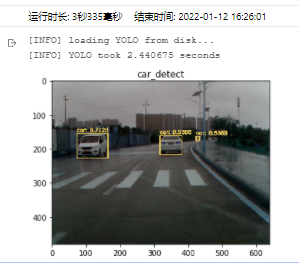 运行时长: 3秒335毫秒 结束时间: 2022-01-12 16:26:01
[INFO] loading YOLO from disk...
[INFO] YOLO took 2.440675 seconds
car_detect
0
100
200
300
400
0 100 200 300 400 500 600